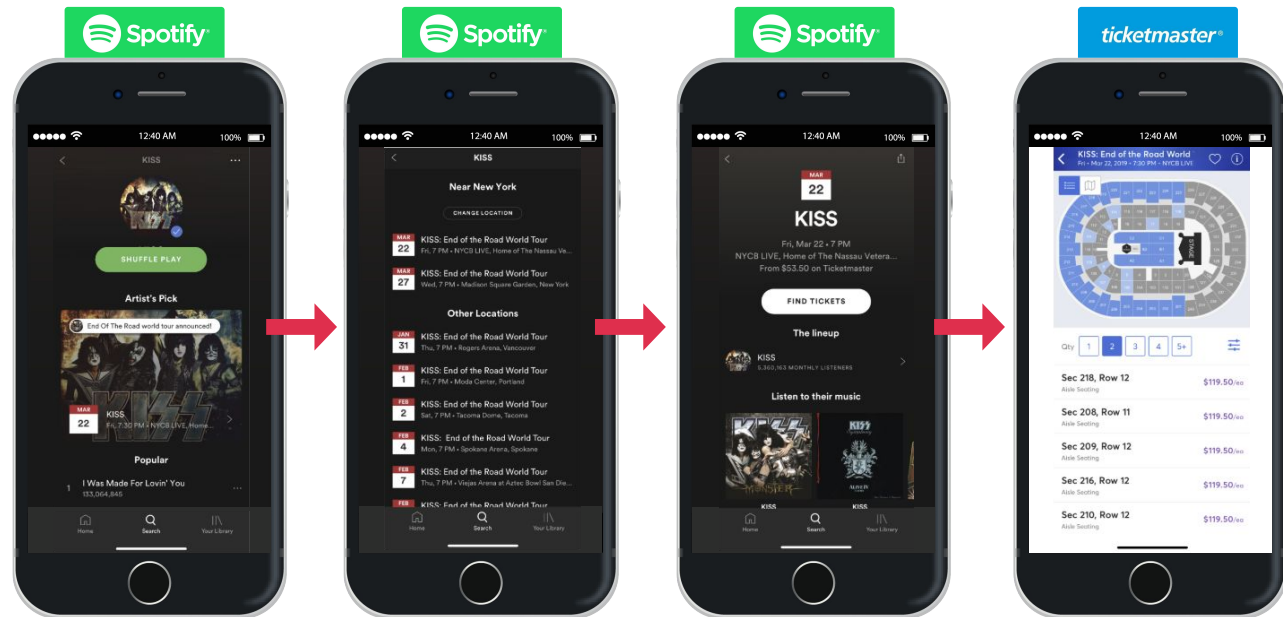 Spotify
12:40 AM
100%
KISS
SHUFFLE PLAY
Artist's Pick
End Of The Road world tour announced!
MAR
22
KISS
Fri, 7:30 PM • NYCB LIVE, Home...
Popular
1 I Was Made For Lovin' You
133,064,845
Home Search Your Library
Spotify
12:40 AM
100%
KISS
Near New York
CHANGE LOCATION
MAR
22
KISS: End of the Road World Tour
Fri, 7 PM • NYCB LIVE, Home of The Nassau Ve...
MAR
27
KISS: End of the Road World Tour
Wed, 7 PM • Madison Square Garden, New York
Other Locations
JAN
31
KISS: End of the Road World Tour
Thu, 7 PM • Rogers Arena, Vancouver
FEB
1
KISS: End of the Road World Tour
Fri, 7 PM • Moda Center, Portland
FEB
2
KISS: End of the Road World Tour
Sat, 7 PM • Tacoma Dome, Tacoma
FEB
4
KISS: End of the Road World Tour
Mon, 7 PM • Spokane Arena, Spokane
FEB
7
KISS: End of the Road World Tour
Thu, 7 PM • Viejas Arena at Aztec Bowl San Die...
FEB
KISS: End of the Road World Tour
Home Search Your Library
Spotify
12:40 AM
100%
MAR
22
KISS
Fri, Mar 22 • 7 PM
NYCB LIVE, Home of The Nassau Vetera...
From $53.50 on Ticketmaster
FIND TICKETS
The lineup
KISS
5,360,163 MONTHLY LISTENERS
Listen to their music
KISS
MONSTER
KISS
KISS KISS
Home Search Your Library
ticketmaster
12:40 AM
100%
KISS: End of the Road World
Fri • Mar 22, 2019 • 7:30 PM • NYCB LIVE
STAGE
Qty 1 2 3 4 5+
Sec 218, Row 12
Aisle Seating
$119.50/ea
Sec 208, Row 11
Aisle Seating
$119.50/ea
Sec 209, Row 12
Aisle Seating
$119.50/ea
Sec 216, Row 12
Aisle Seating
$119.50/ea
Sec 210, Row 12
Aisle Seating
$119.50/ea